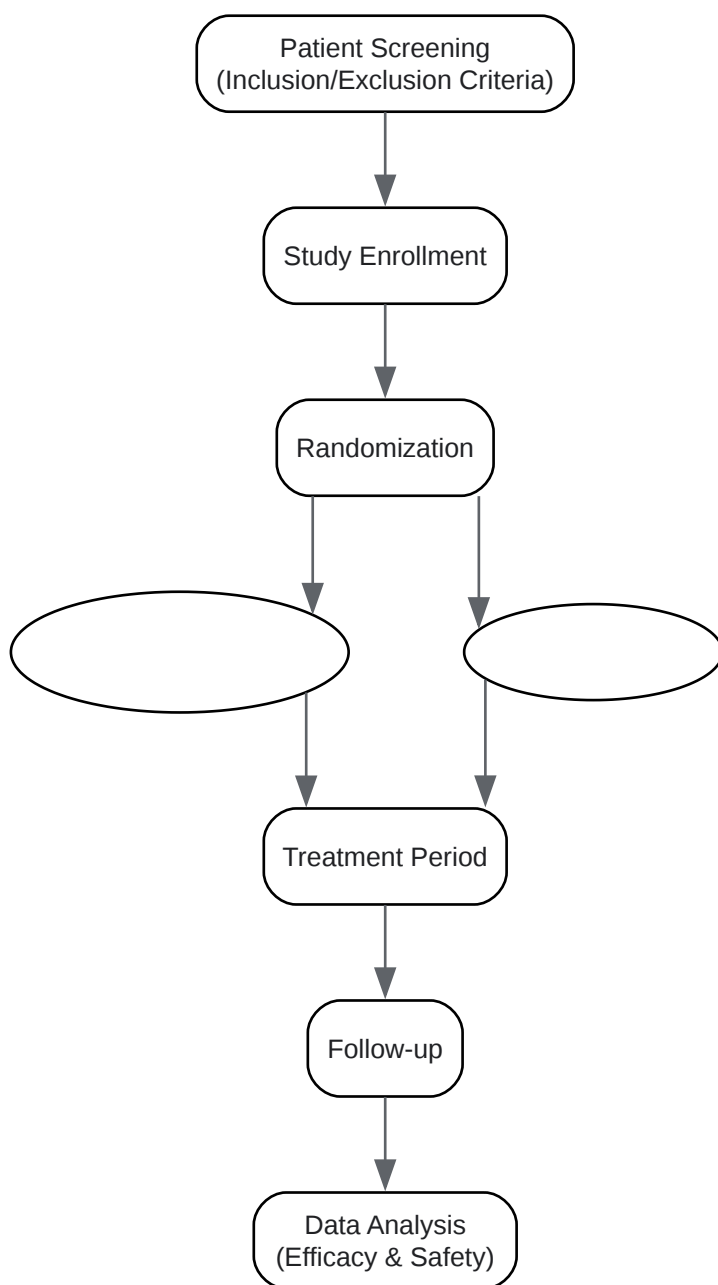 Patient Screening
(Inclusion/Exclusion Criteria)
Study Enrollment
Randomization
Treatment Period
Follow-up
Data Analysis
(Efficacy & Safety)